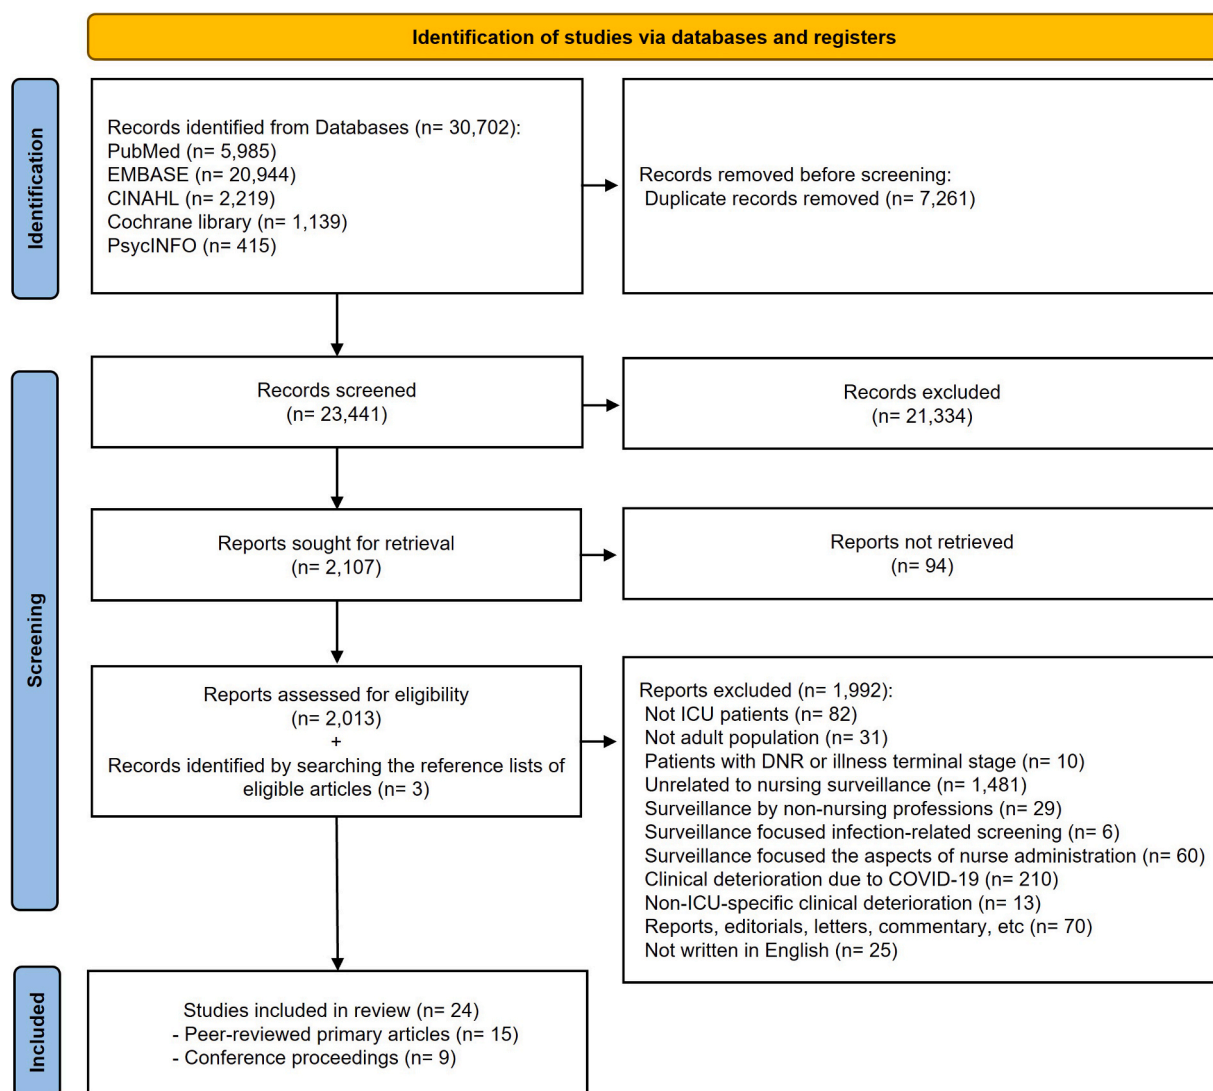 Identification of studies via databases and registers
Identification
Records identified from Databases (n= 30,702):
PubMed (n= 5,985)
EMBASE (n= 20,944)
CINAHL (n= 2,219)
Cochrane library (n= 1,139)
PsycINFO (n= 415)
Records removed before screening:
Duplicate records removed (n= 7,261)
Screening
Records screened
(n= 23,441)
Records excluded
(n= 21,334)
Reports sought for retrieval
(n= 2,107)
Reports not retrieved
(n= 94)
Reports assessed for eligibility
(n= 2,013)
+
Records identified by searching the reference lists of
eligible articles (n= 3)
Reports excluded (n= 1,992):
Not ICU patients (n= 82)
Not adult population (n= 31)
Patients with DNR or illness terminal stage (n= 10)
Unrelated to nursing surveillance (n= 1,481)
Surveillance by non-nursing professions (n= 29)
Surveillance focused infection-related screening (n= 6)
Surveillance focused the aspects of nurse administration (n= 60)
Clinical deterioration due to COVID-19 (n= 210)
Non-ICU-specific clinical deterioration (n= 13)
Reports, editorials, letters, commentary, etc (n= 70)
Not written in English (n= 25)
Included
Studies included in review (n= 24)
- Peer-reviewed primary articles (n= 15)
- Conference proceedings (n= 9)